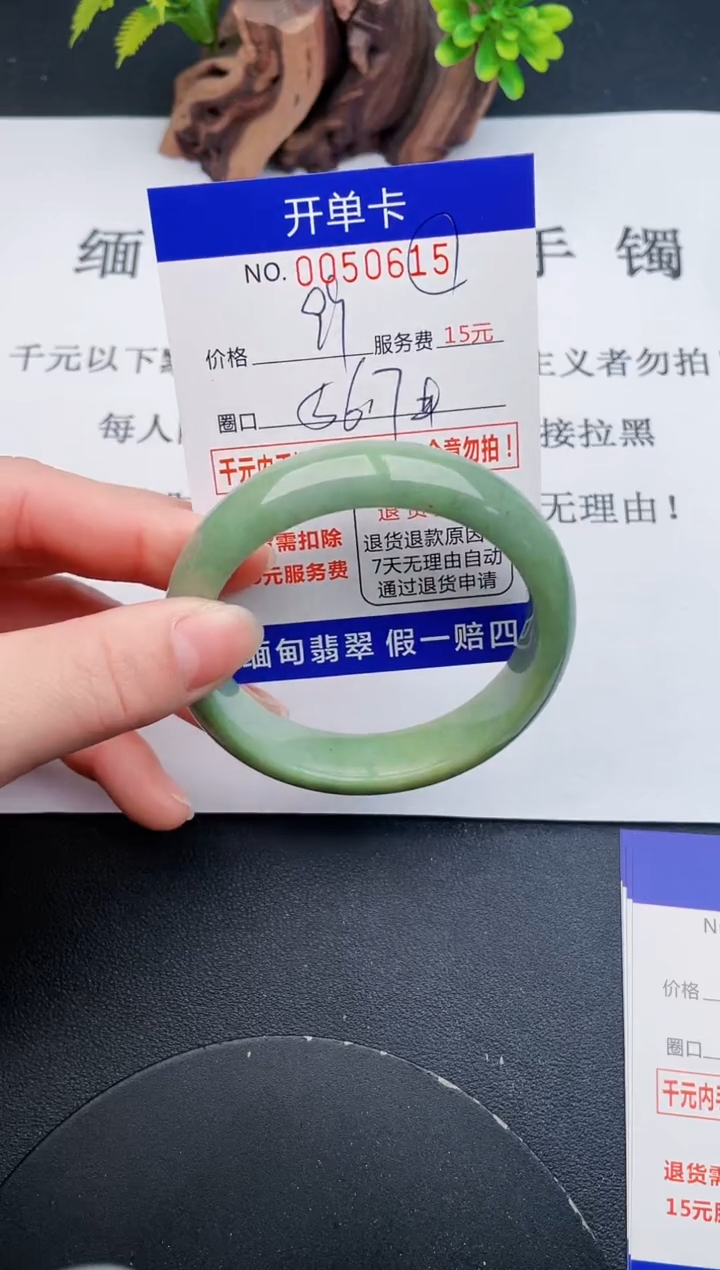 开单卡
NO. 0050615
缅 手 镯
价格 99 服务费 15元
千元以下 主义者勿拍
圈口 56.7
每人 接拉黑
千元内 勿拍!
无理由!
退货
需扣除
元服务费
退货退款原因
7天无理由自动
通过退货申请
缅甸翡翠 假一赔四
N
价格
圈口
千元内手
退货需
15元服